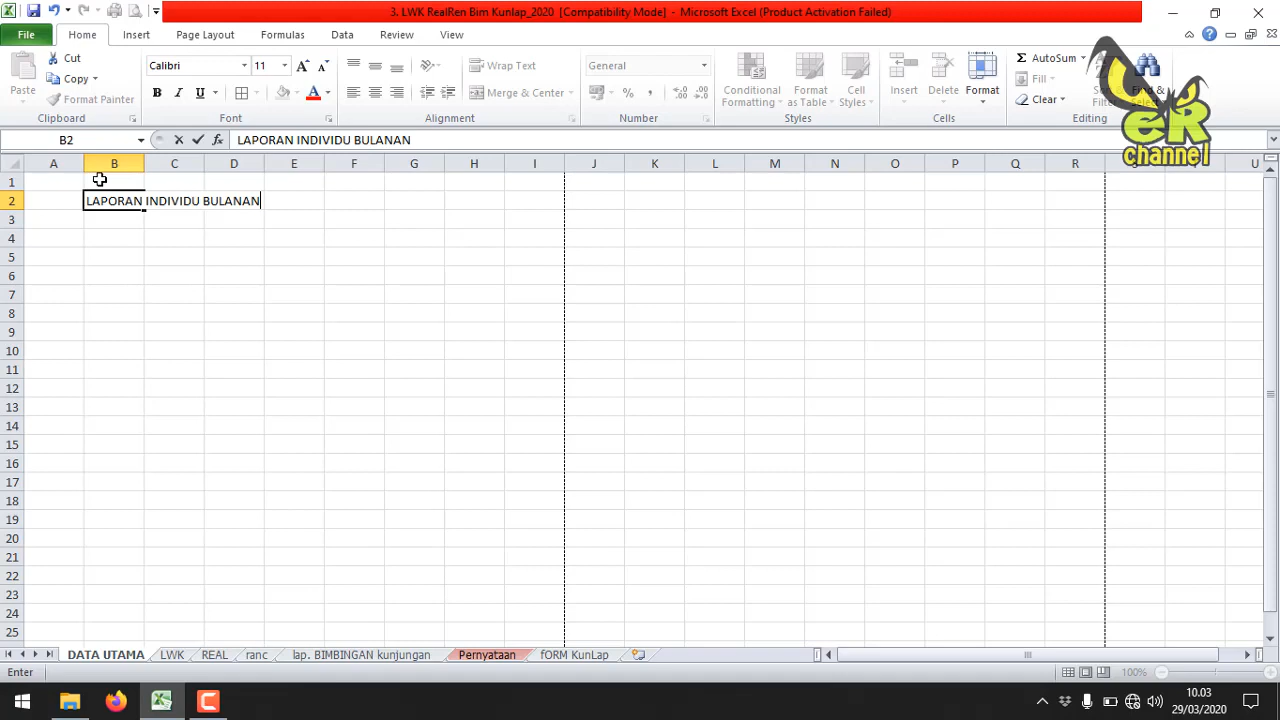 3. LWK RealRen Bim Kunlap_2020 [Compatibility Mode] - Microsoft Excel (Product Activation Failed)
File Home Insert Page Layout Formulas Data Review View
Paste
Cut
Copy
Format Painter
Clipboard
Calibri 11
B I U A
Font
Wrap Text
Merge & Center
Alignment
General
%
Number
Conditional Formatting
Format as Table
Cell Styles
Styles
Insert
Delete
Format
Cells
AutoSum
Fill
Clear
Find &
Editing
eR
channel
B2 fx LAPORAN INDIVIDU BULANAN
A B C D E F G H I J K L M N O P Q R U
1
2 LAPORAN INDIVIDU BULANAN
3
4
5
6
7
8
9
10
11
12
13
14
15
16
17
18
19
20
21
22
23
24
25
DATA UTAMA LWK REAL ranc lap. BIMBINGAN kunjungan Pernyataan fORM KunLap
Enter 100%
10.03
29/03/2020